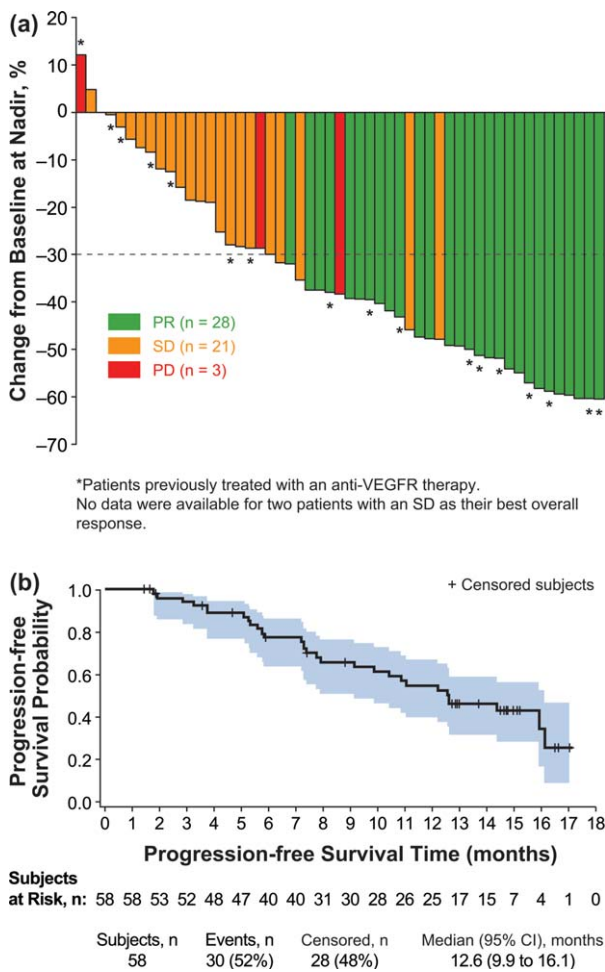 (a)
Change from Baseline at Nadir, %
20
10
0
–10
–20
–30
–40
–50
–60
–70
*
* *
* *
* *
* * * *
* * * * *
* *
PR (n = 28)
SD (n = 21)
PD (n = 3)
*Patients previously treated with an anti-VEGFR therapy.
No data were available for two patients with an SD as their best overall
response.
(b)
+ Censored subjects
Progression-free
Survival Probability
1.0
0.8
0.6
0.4
0.2
0.0
0 1 2 3 4 5 6 7 8 9 10 11 12 13 14 15 16 17 18
Progression-free Survival Time (months)
Subjects
at Risk, n: 58 58 53 52 48 47 40 40 31 30 28 26 25 17 15 7 4 1 0
Subjects, n Events, n Censored, n Median (95% CI), months
58 30 (52%) 28 (48%) 12.6 (9.9 to 16.1)